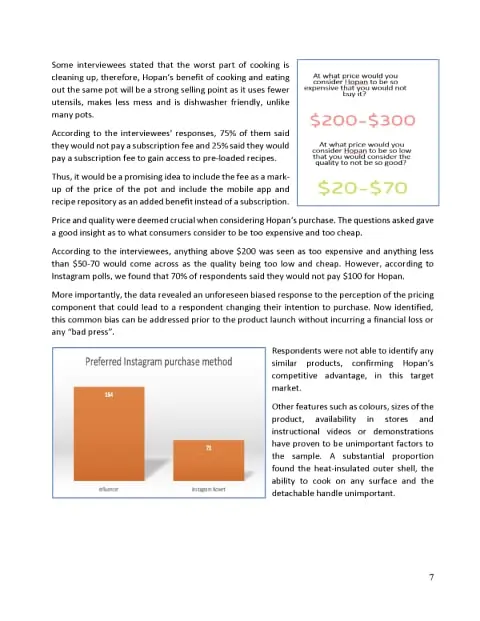 Some interviewees stated that the worst part of cooking is
cleaning up, therefore, Hopan's benefit of cooking and eating
out the same pot will be a strong selling point as it uses fewer
utensils, makes less mess and is dishwasher friendly, unlike
many pots.
According to the interviewees' responses, 75% of them said
they would not pay a subscription fee and 25% said they would
pay a subscription fee to gain access to pre-loaded recipes.
Thus, it would be a promising idea to include the fee as a mark-
up of the price of the pot and include the mobile app and
recipe repository as an added benefit instead of a subscription.
At what price would you
consider Hopan to be so
expensive that you would not
buy it?
$200-$300
At what price would you
consider Hopan to be so low
that you would consider the
quality to not be so good?
$20-$70
Price and quality were deemed crucial when considering Hopan's purchase. The questions asked gave
a good insight as to what consumers consider to be too expensive and too cheap.
According to the interviewees, anything above $200 was seen as too expensive and anything less
than $50-70 would come across as the quality being too low and cheap. However, according to
Instagram polls, we found that 70% of respondents said they would not pay $100 for Hopan.
More importantly, the data revealed an unforeseen biased response to the perception of the pricing
component that could lead to a respondent changing their intention to purchase. Now identified,
this common bias can be addressed prior to the product launch without incurring a financial loss or
any "bad press".
Preferred Instagram purchase method
164
71
Influencer
Instagram Advert
Respondents were not able to identify any
similar products, confirming Hopan's
competitive advantage, in this target
market.
Other features such as colours, sizes of the
product, availability in stores and
instructional videos or demonstrations
have proven to be unimportant factors to
the sample. A substantial proportion
found the heat-insulated outer shell, the
ability to cook on any surface and the
detachable handle unimportant.
7